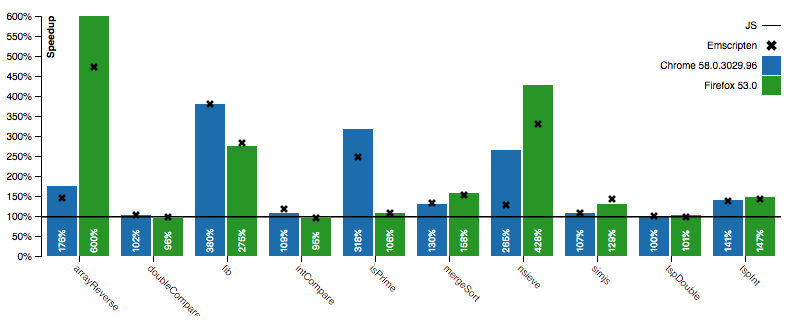 600%
550%
500%
450%
400%
350%
300%
250%
200%
150%
100%
50%
0%
Speedup
JS
Emscripten
Chrome 58.0.3029.96
Firefox 53.0
176%
600%
102%
96%
380%
275%
109%
95%
318%
106%
130%
158%
265%
428%
107%
129%
100%
101%
141%
147%
arrayReverse
doubleCompare
fib
intCompare
isPrime
mergeSort
nsieve
simjs
tspDouble
tspInt